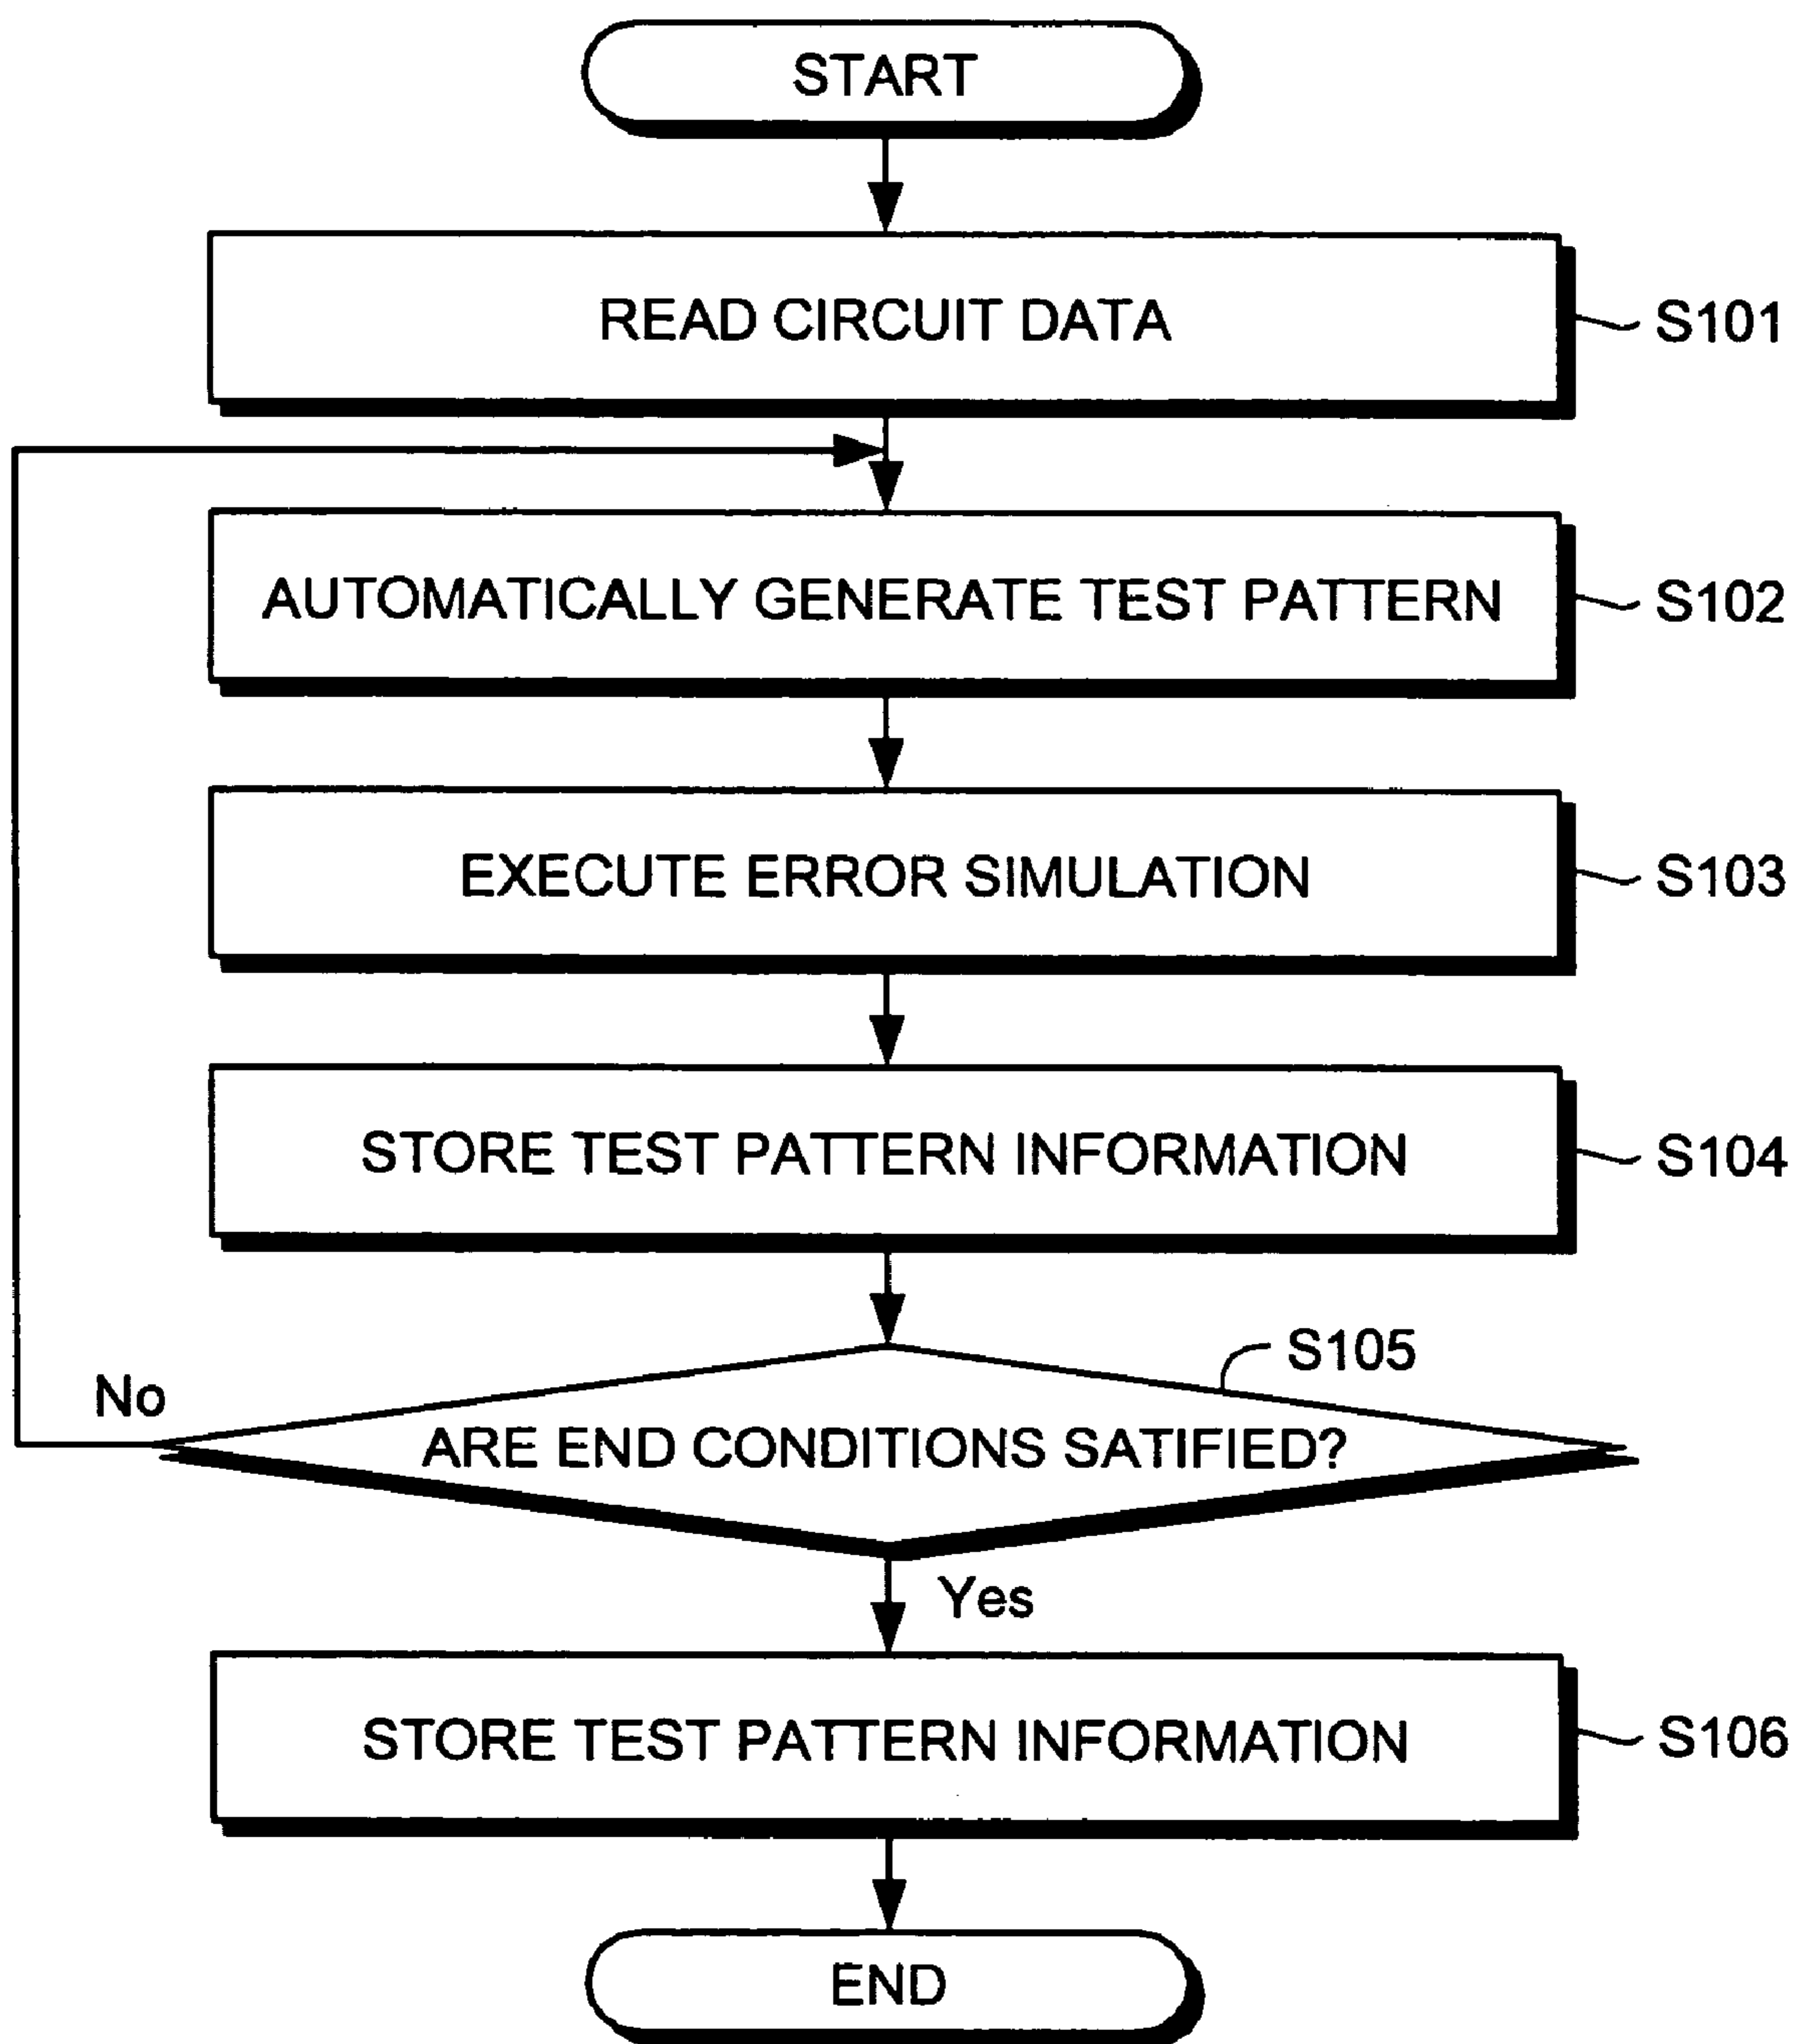 START
READ CIRCUIT DATA
S101
AUTOMATICALLY GENERATE TEST PATTERN
S102
EXECUTE ERROR SIMULATION
S103
STORE TEST PATTERN INFORMATION
S104
S105
No
ARE END CONDITIONS SATIFIED?
Yes
STORE TEST PATTERN INFORMATION
S106
END